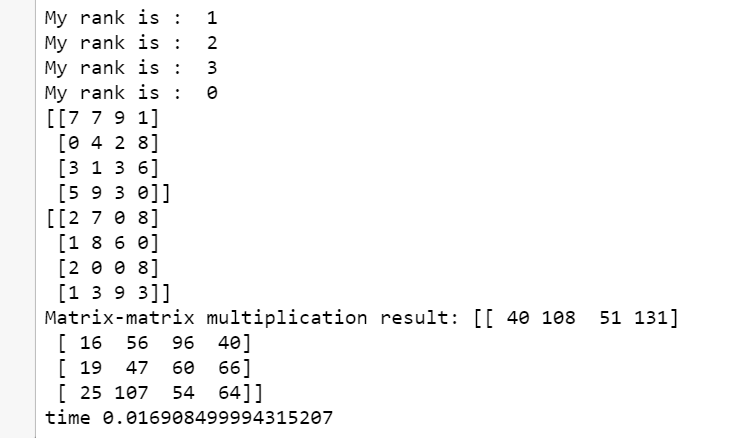 My rank is :  1
My rank is :  2
My rank is :  3
My rank is :  0
[[7 7 9 1]
 [0 4 2 8]
 [3 1 3 6]
 [5 9 3 0]]
[[2 7 0 8]
 [1 8 6 0]
 [2 0 0 8]
 [1 3 9 3]]
Matrix-matrix multiplication result: [[ 40 108  51 131]
 [ 16  56  96  40]
 [ 19  47  60  66]
 [ 25 107  54  64]]
time 0.016908499994315207